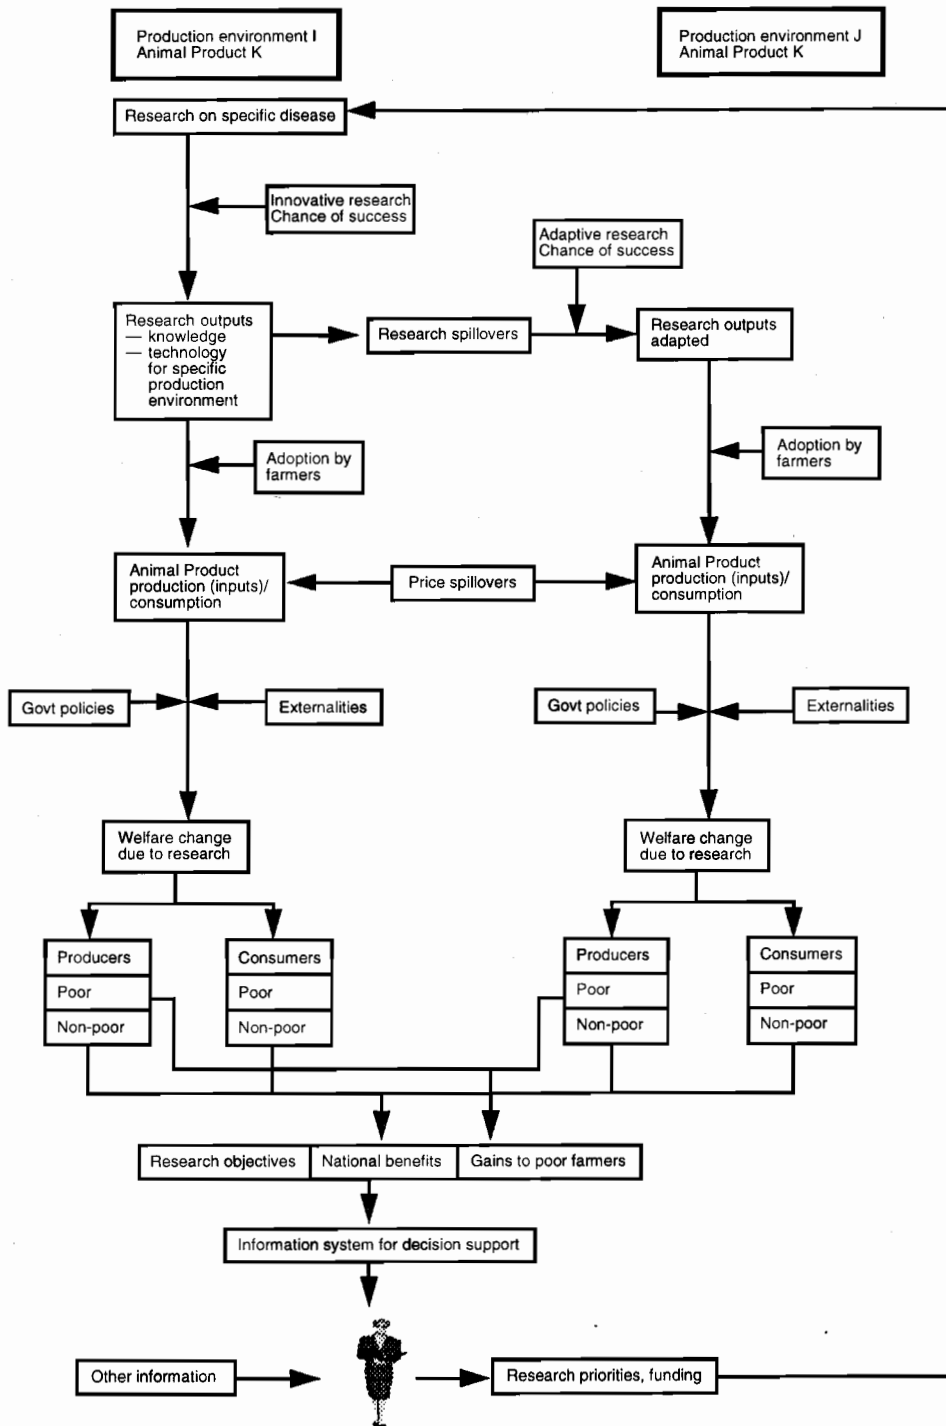 Production environment I
Animal Product K
Production environment J
Animal Product K
Research on specific disease
Innovative research
Chance of success
Adaptive research
Chance of success
Research outputs
— knowledge
— technology
for specific
production
environment
Research spillovers
Research outputs
adapted
Adoption by
farmers
Adoption by
farmers
Animal Product
production (inputs)/
consumption
Price spillovers
Animal Product
production (inputs)/
consumption
Govt policies
Externalities
Govt policies
Externalities
Welfare change
due to research
Welfare change
due to research
Producers
Poor
Non-poor
Consumers
Poor
Non-poor
Producers
Poor
Non-poor
Consumers
Poor
Non-poor
Research objectives
National benefits
Gains to poor farmers
Information system for decision support
Other information
Research priorities, funding